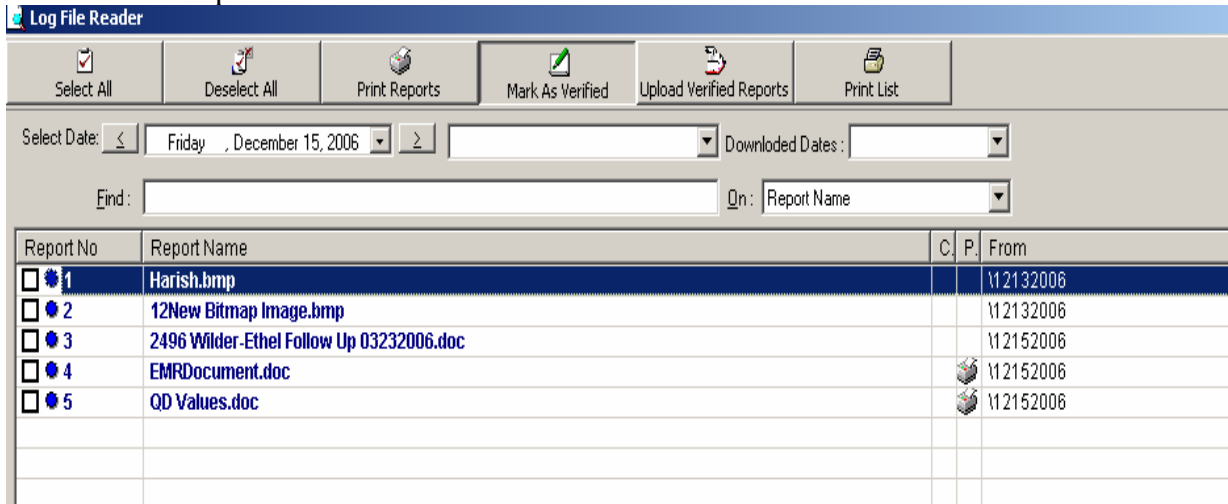 Log File Reader
Select All Deselect All Print Reports Mark As Verified Upload Verified Reports Print List
Select Date: < Friday , December 15, 2006 > Downloded Dates :
Find : On : Report Name
Report No Report Name C. P. From
1 Harish.bmp \12132006
2 12New Bitmap Image.bmp \12132006
3 2496 Wilder-Ethel Follow Up 03232006.doc \12152006
4 EMRDocument.doc \12152006
5 QD Values.doc \12152006